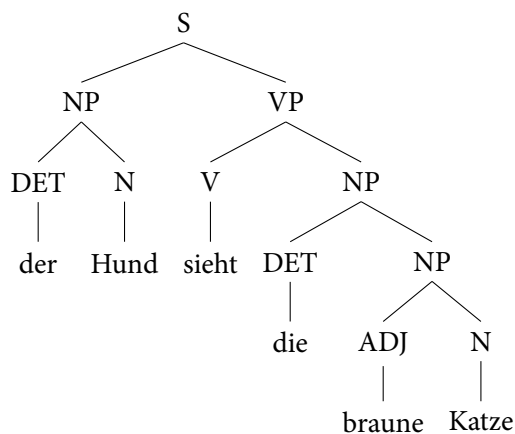 S
NP VP
DET N V NP
der Hund sieht DET NP
die ADJ N
braune Katze